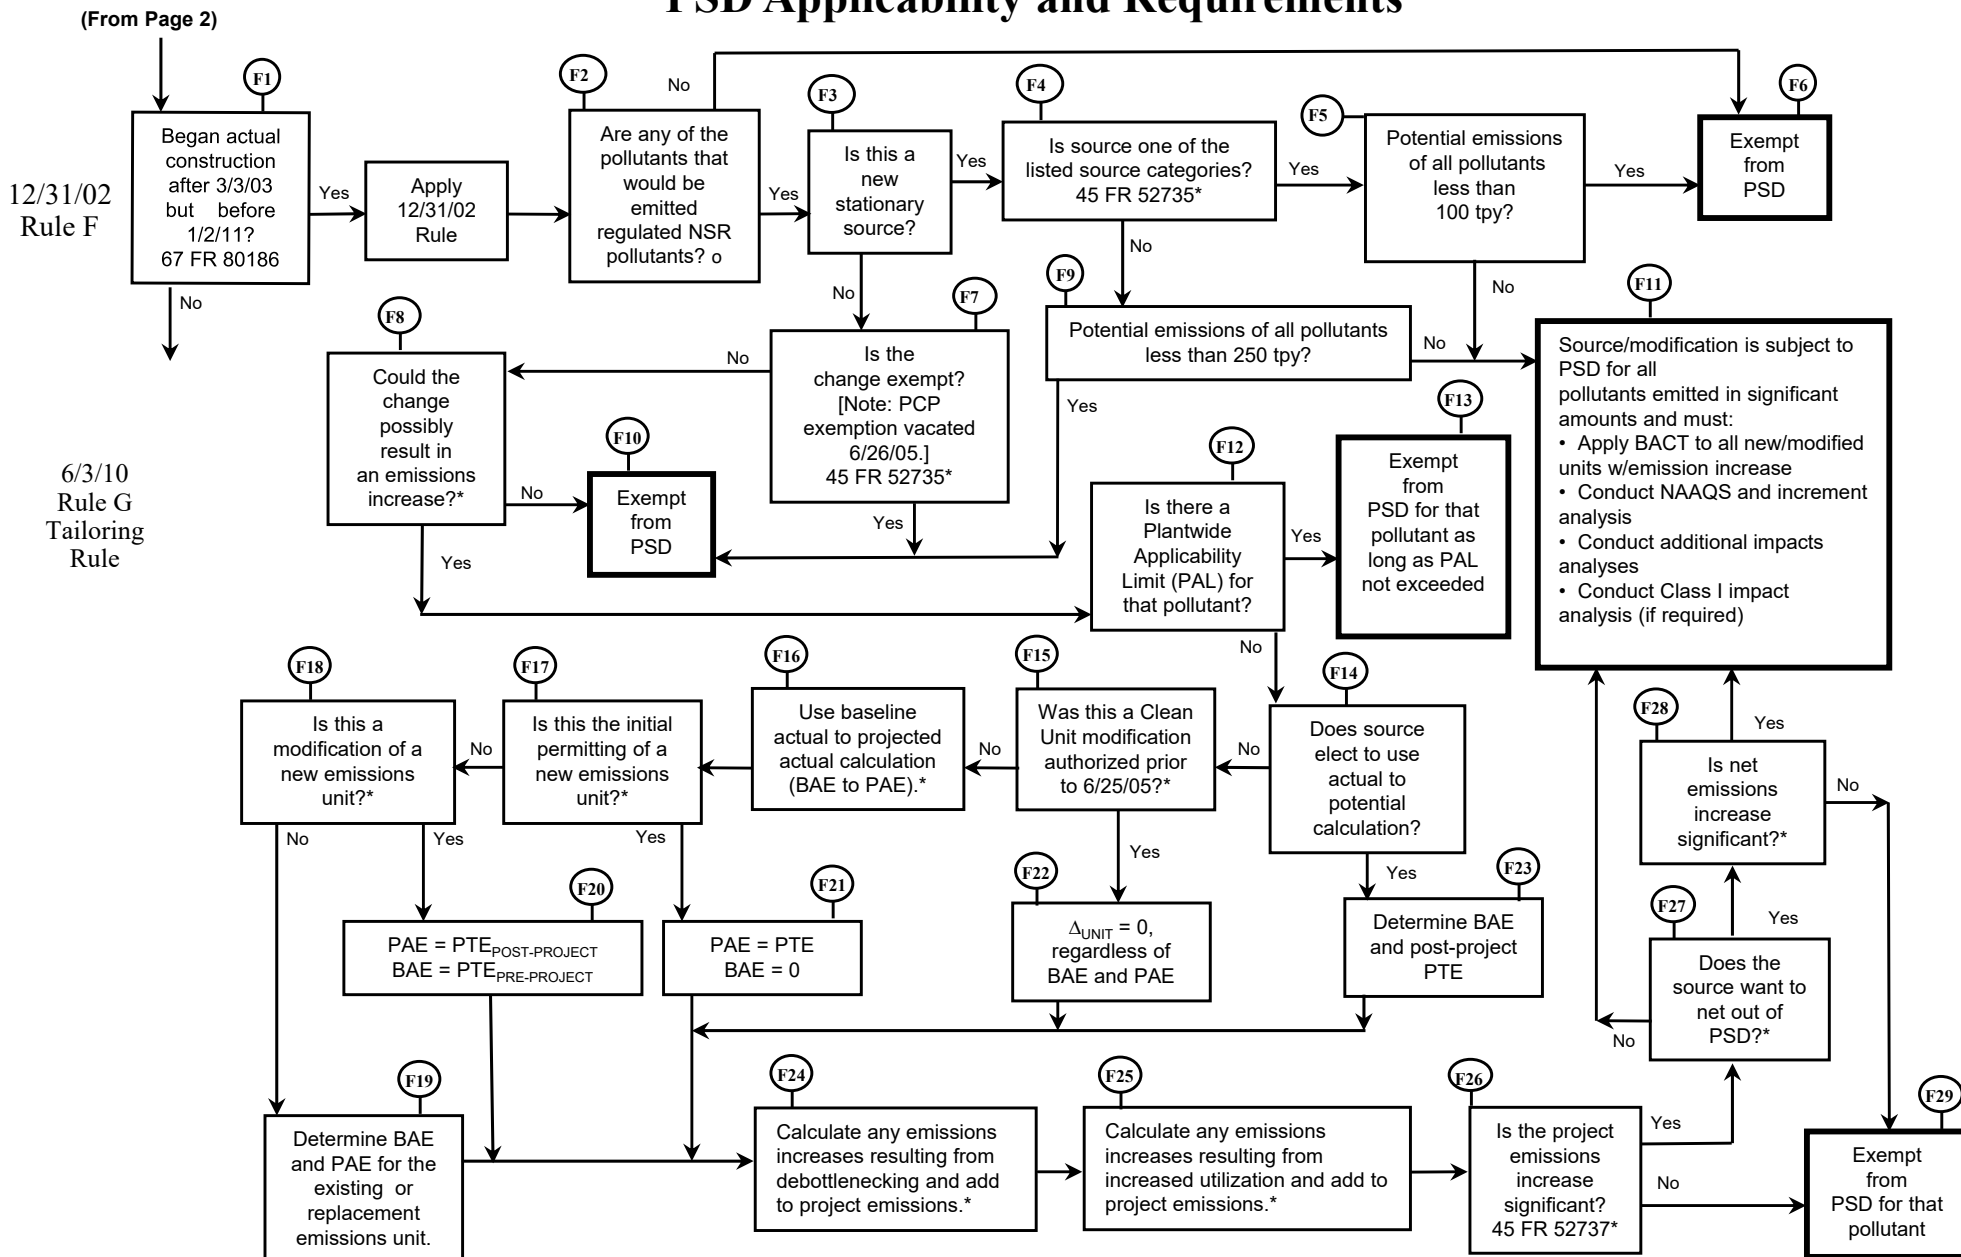 PSD Applicability and Requirements
(From Page 2)
F1
Began actual
construction
after 3/3/03
but before
1/2/11?
67 FR 80186
Yes
No
12/31/02
Rule F
Apply
12/31/02
Rule
F2
Are any of the
pollutants that
would be
emitted
regulated NSR
pollutants? o
No
Yes
F3
Is this a
new
stationary
source?
Yes
No
F4
Is source one of the
listed source categories?
45 FR 52735*
Yes
No
F5
Potential emissions
of all pollutants
less than
100 tpy?
Yes
No
F6
Exempt
from
PSD
F7
Is the
change exempt?
[Note: PCP
exemption vacated
6/26/05.]
45 FR 52735*
No
Yes
F8
Could the
change
possibly
result in
an emissions
increase?*
No
Yes
F9
Potential emissions of all pollutants
less than 250 tpy?
No
Yes
F10
Exempt
from
PSD
F11
Source/modification is subject to
PSD for all
pollutants emitted in significant
amounts and must:
• Apply BACT to all new/modified
units w/emission increase
• Conduct NAAQS and increment
analysis
• Conduct additional impacts
analyses
• Conduct Class I impact
analysis (if required)
6/3/10
Rule G
Tailoring
Rule
F12
Is there a
Plantwide
Applicability
Limit (PAL) for
that pollutant?
Yes
No
F13
Exempt
from
PSD for that
pollutant as
long as PAL
not exceeded
F14
Does source
elect to use
actual to
potential
calculation?
No
Yes
F15
Was this a Clean
Unit modification
authorized prior
to 6/25/05?*
No
Yes
F16
Use baseline
actual to projected
actual calculation
(BAE to PAE).*
F17
Is this the initial
permitting of a
new emissions
unit?*
No
Yes
F18
Is this a
modification of a
new emissions
unit?*
No
Yes
F20
PAE = PTEPOST-PROJECT
BAE = PTEPRE-PROJECT
F21
PAE = PTE
BAE = 0
F22
ΔUNIT = 0,
regardless of
BAE and PAE
F23
Determine BAE
and post-project
PTE
F28
Is net
emissions
increase
significant?*
Yes
No
F27
Does the
source want to
net out of
PSD?*
Yes
No
F19
Determine BAE
and PAE for the
existing or
replacement
emissions unit.
F24
Calculate any emissions
increases resulting from
debottlenecking and add
to project emissions.*
F25
Calculate any emissions
increases resulting from
increased utilization and add to
project emissions.*
F26
Is the project
emissions
increase
significant?
45 FR 52737*
Yes
No
F29
Exempt
from
PSD for that
pollutant